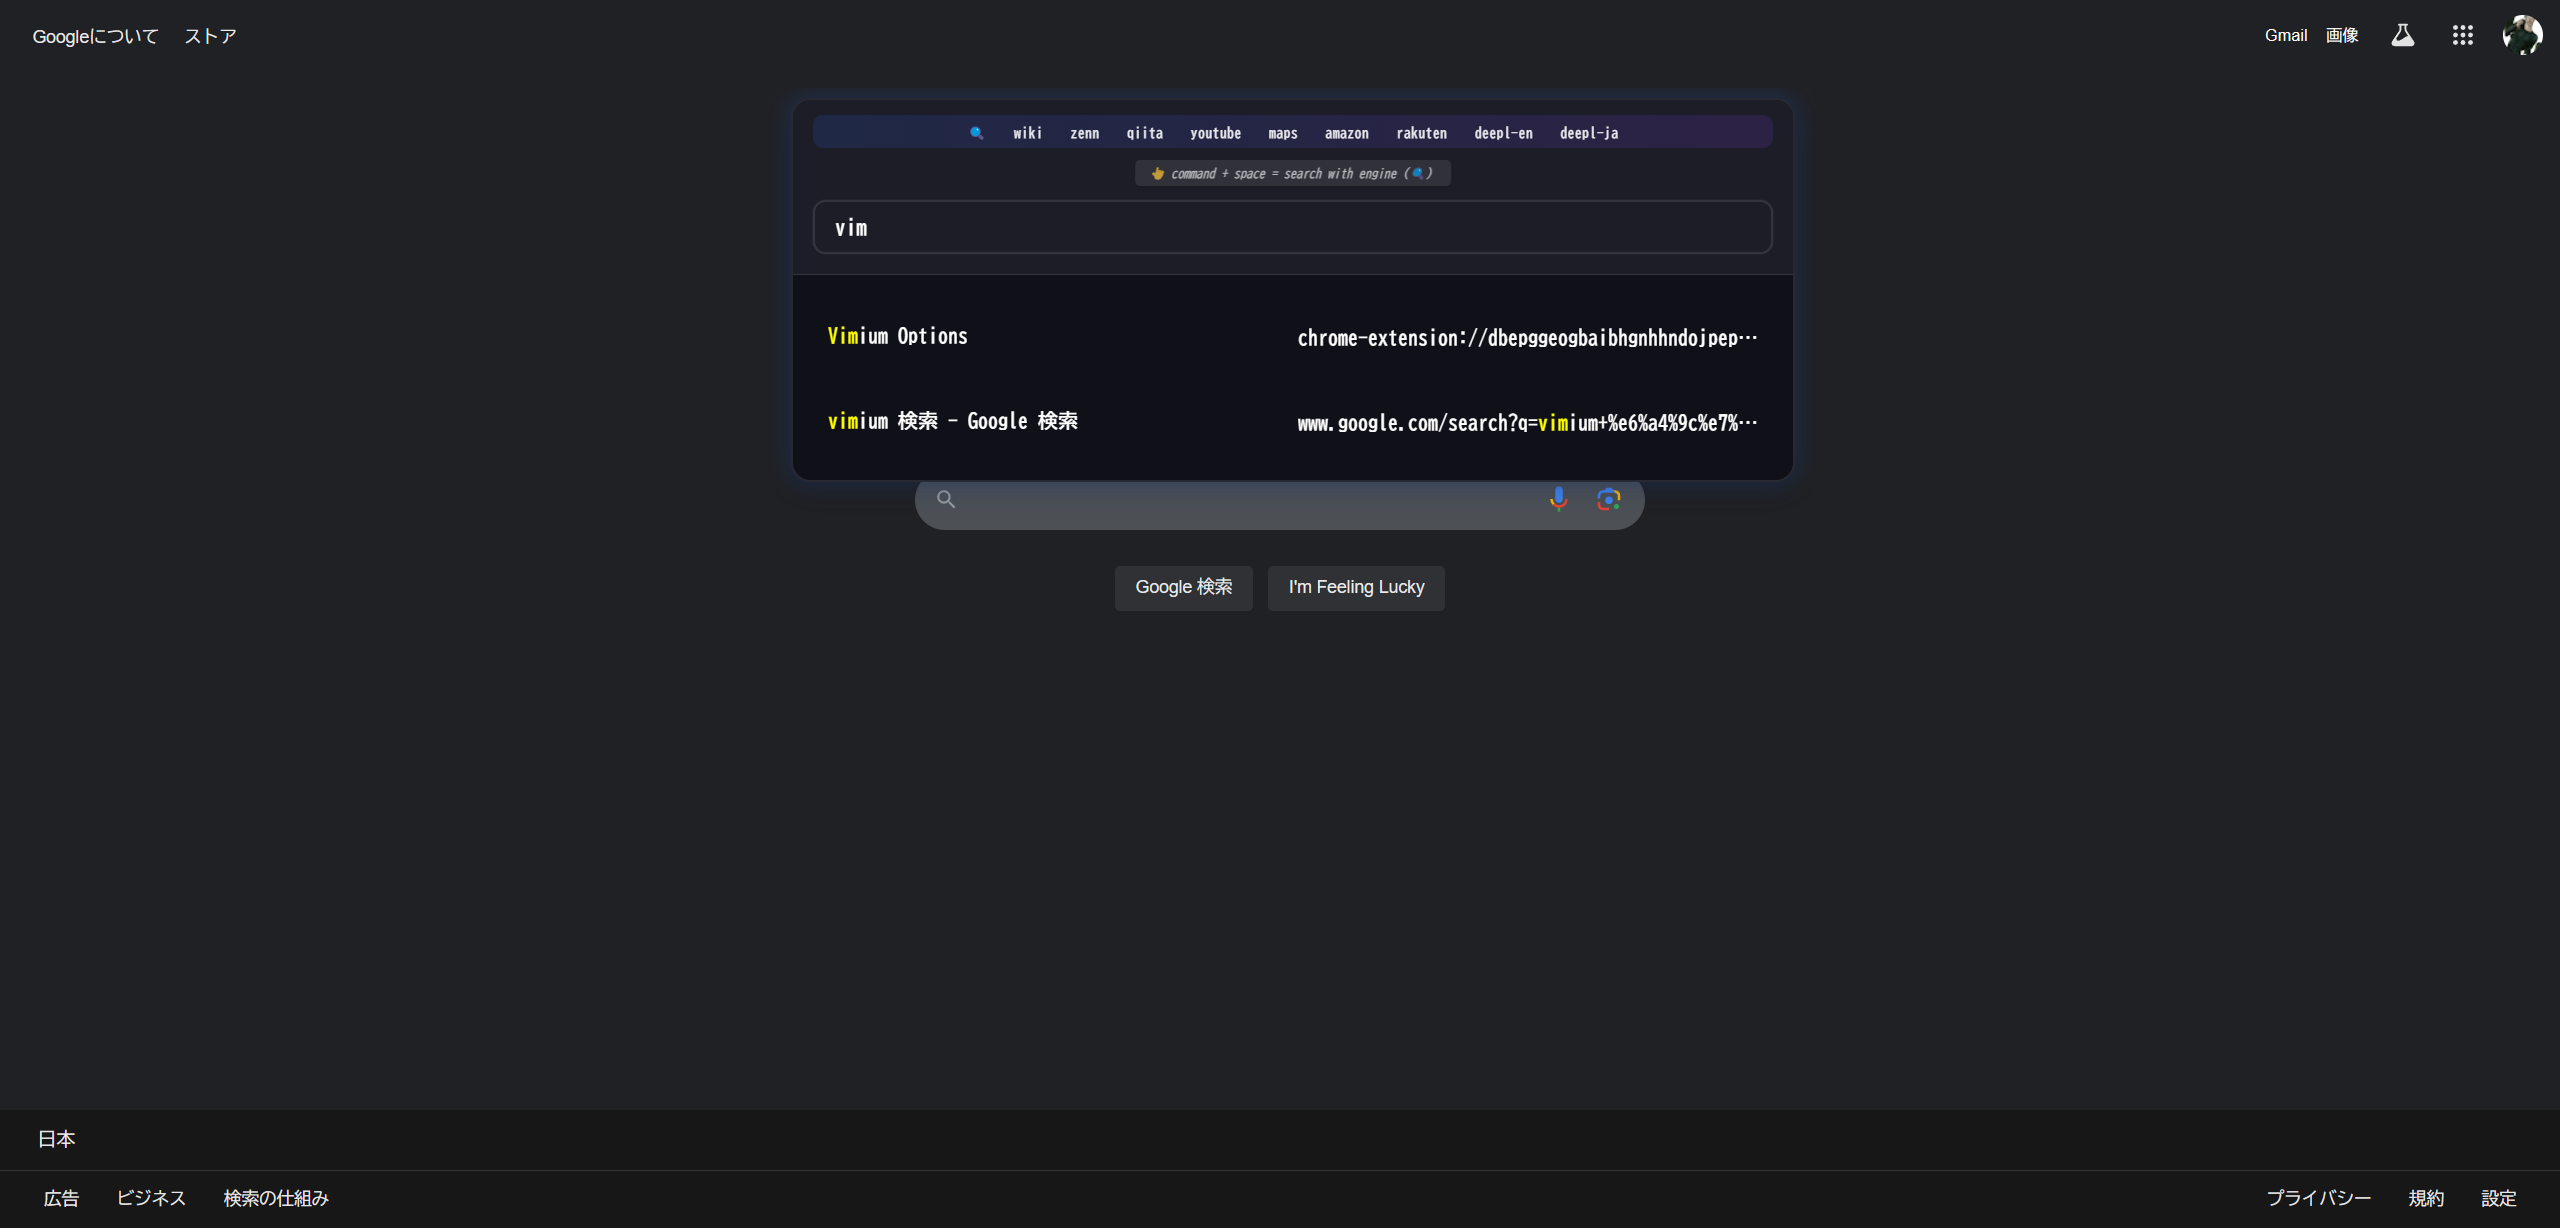 Googleについて ストア Gmail 画像
wiki zenn qiita youtube maps amazon rakuten deepl-en deepl-ja
command + space = search with engine ( )
vim
Vimium Options chrome-extension://dbepggeogbaibhgnhhndojpep…
vimium 検索 - Google 検索 www.google.com/search?q=vimium+%e6%a4%9c%e7%…
Google 検索 I'm Feeling Lucky
日本
広告 ビジネス 検索の仕組み プライバシー 規約 設定